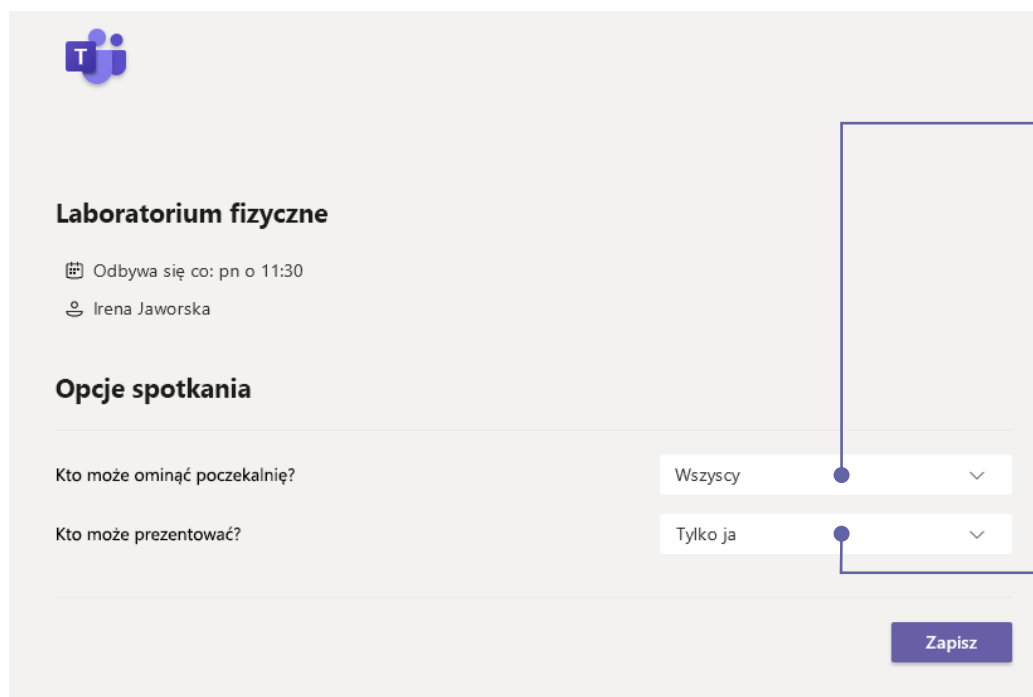 T
Laboratorium fizyczne
Odbywa się co: pn o 11:30
Irena Jaworska
Opcje spotkania
Kto może ominąć poczekalnię? Wszyscy
Kto może prezentować? Tylko ja
Zapisz